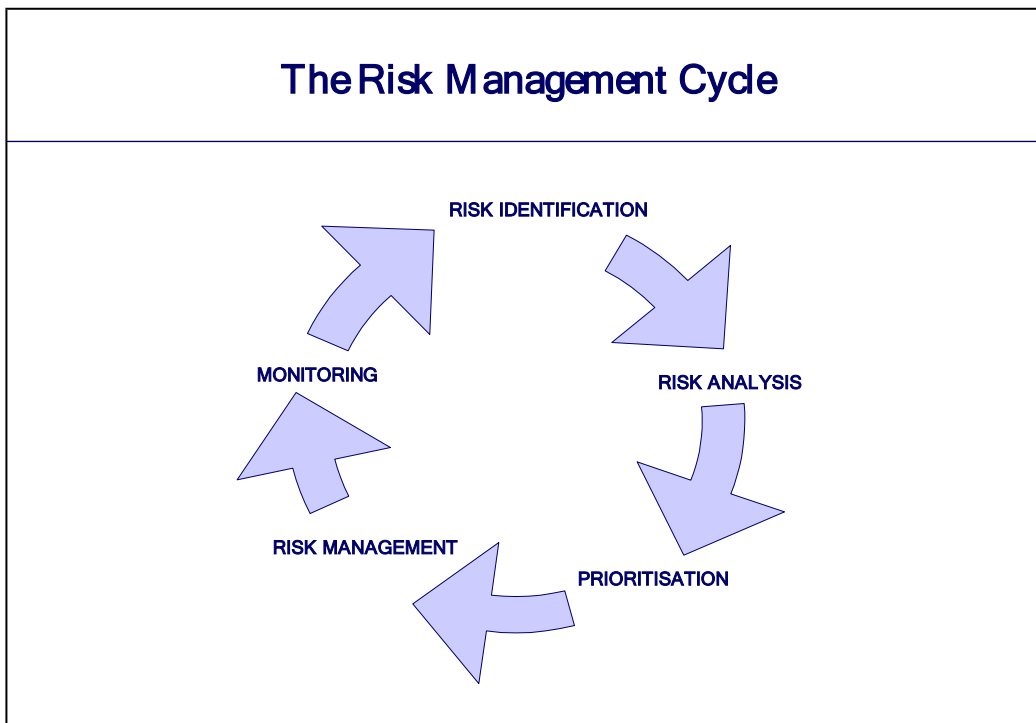 The Risk Management Cycle
RISK IDENTIFICATION
RISK ANALYSIS
PRIORITISATION
RISK MANAGEMENT
MONITORING